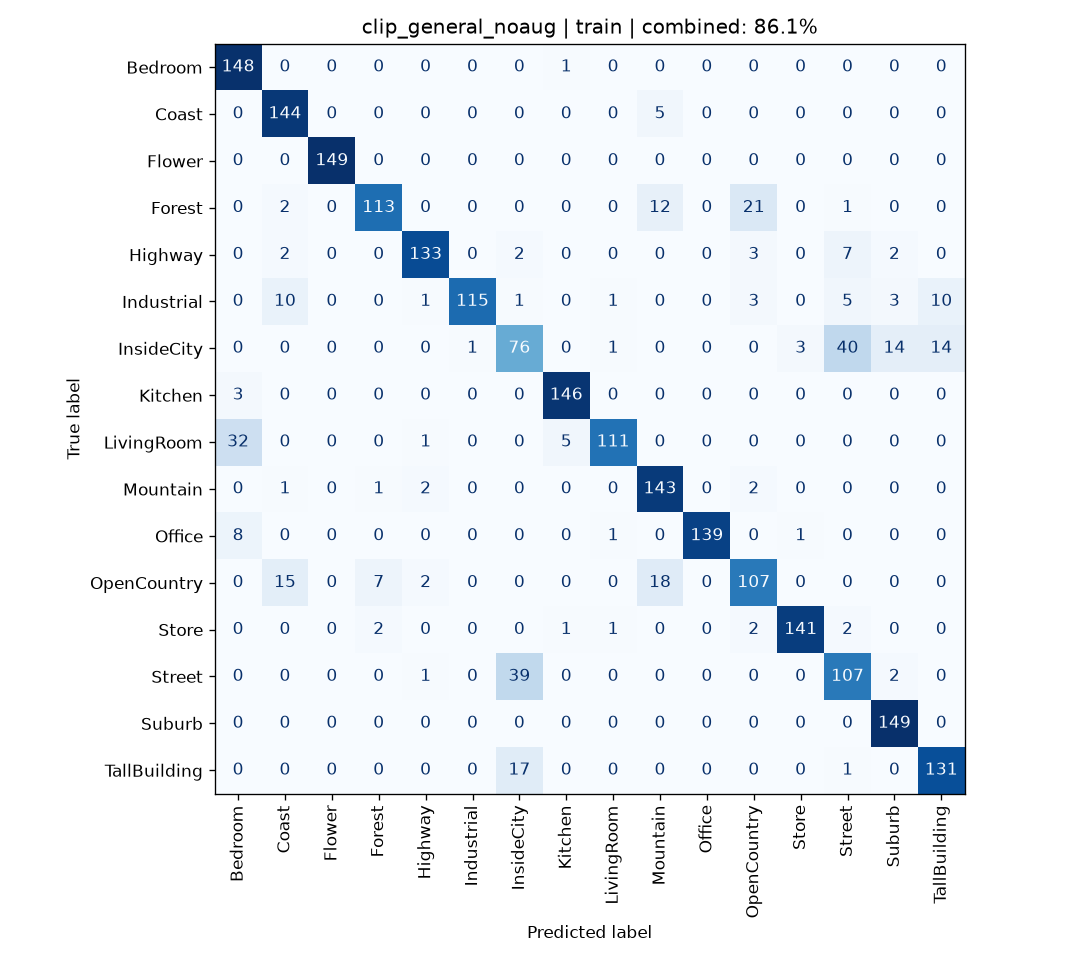 clip_general_noaug | train | combined: 86.1%
Bedroom 148 0 0 0 0 0 0 1 0 0 0 0 0 0 0 0
Coast 0 144 0 0 0 0 0 0 0 5 0 0 0 0 0 0
Flower 0 0 149 0 0 0 0 0 0 0 0 0 0 0 0 0
Forest 0 2 0 113 0 0 0 0 0 12 0 21 0 1 0 0
Highway 0 2 0 0 133 0 2 0 0 0 0 3 0 7 2 0
Industrial 0 10 0 0 1 115 1 0 1 0 0 3 0 5 3 10
InsideCity 0 0 0 0 0 1 76 0 1 0 0 0 3 40 14 14
Kitchen 3 0 0 0 0 0 0 146 0 0 0 0 0 0 0 0
LivingRoom 32 0 0 0 1 0 0 5 111 0 0 0 0 0 0 0
Mountain 0 1 0 1 2 0 0 0 0 143 0 2 0 0 0 0
Office 8 0 0 0 0 0 0 0 1 0 139 0 1 0 0 0
OpenCountry 0 15 0 7 2 0 0 0 0 18 0 107 0 0 0 0
Store 0 0 0 2 0 0 0 1 1 0 0 2 141 2 0 0
Street 0 0 0 0 1 0 39 0 0 0 0 0 0 107 2 0
Suburb 0 0 0 0 0 0 0 0 0 0 0 0 0 0 149 0
TallBuilding 0 0 0 0 0 0 17 0 0 0 0 0 0 1 0 131
True label
Bedroom Coast Flower Forest Highway Industrial InsideCity Kitchen LivingRoom Mountain Office OpenCountry Store Street Suburb TallBuilding
Predicted label